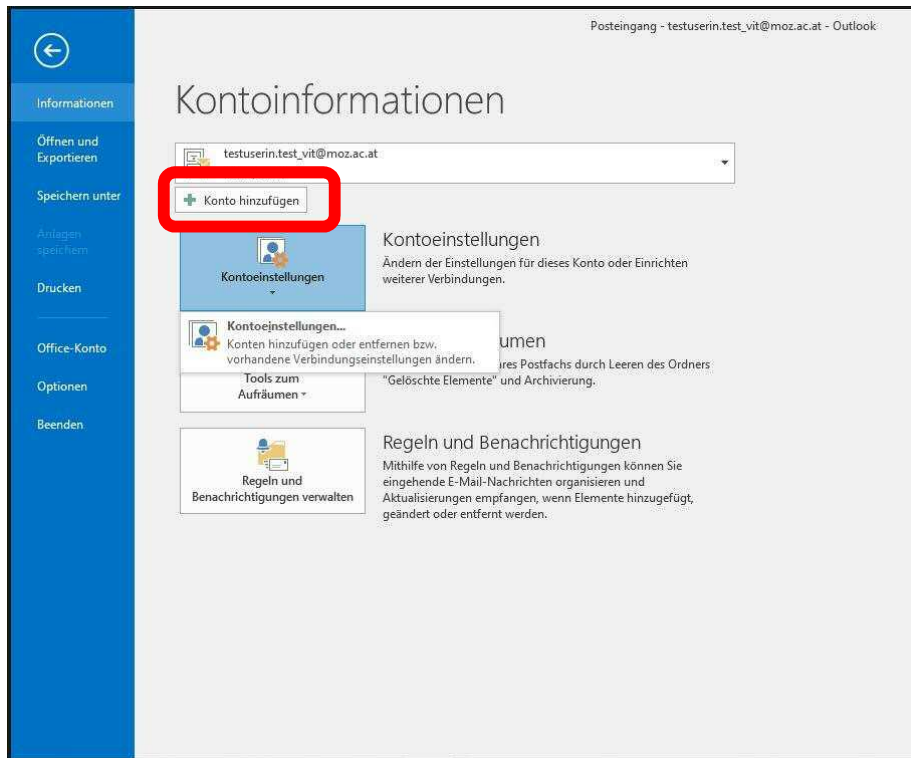 Posteingang - testuserin.test_vit@moz.ac.at - Outlook
Informationen
Öffnen und
Exportieren
Speichern unter
Anlagen
speichern
Drucken
Office-Konto
Optionen
Beenden
Kontoinformationen
testuserin.test_vit@moz.ac.at
Konto hinzufügen
Kontoeinstellungen
Kontoeinstellungen
Ändern der Einstellungen für dieses Konto oder Einrichten
weiterer Verbindungen.
Kontoeinstellungen...
Konten hinzufügen oder entfernen bzw.
vorhandene Verbindungseinstellungen ändern.
umen
res Postfachs durch Leeren des Ordners
"Gelöschte Elemente" und Archivierung.
Tools zum
Aufräumen
Regeln und
Benachrichtigungen verwalten
Regeln und Benachrichtigungen
Mithilfe von Regeln und Benachrichtigungen können Sie
eingehende E-Mail-Nachrichten organisieren und
Aktualisierungen empfangen, wenn Elemente hinzugefügt,
geändert oder entfernt werden.